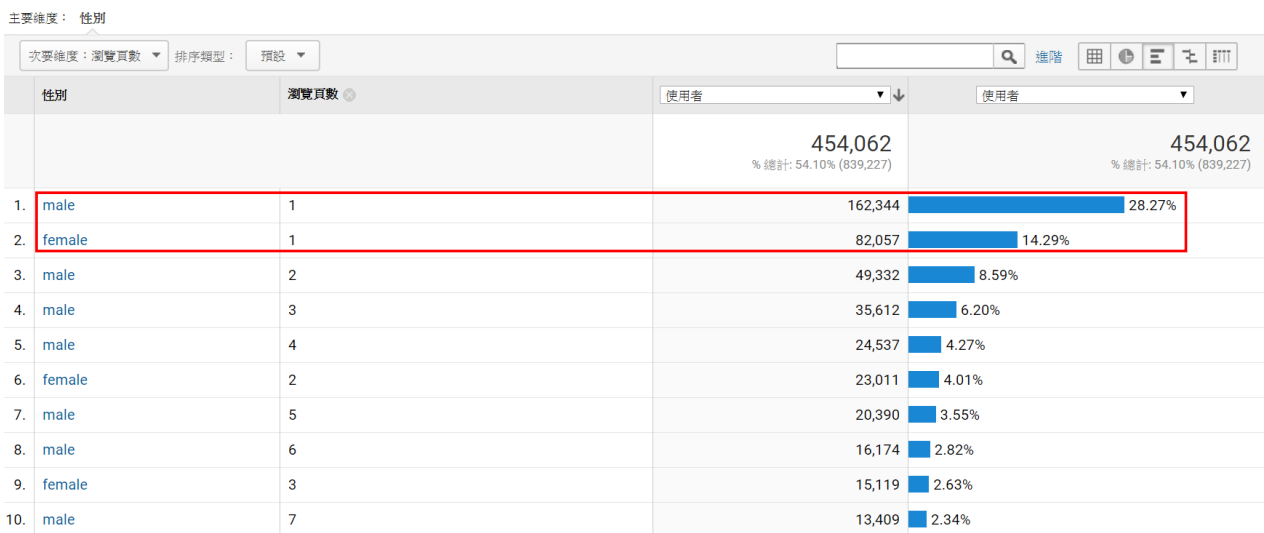 主要維度： 性別
次要維度：瀏覽頁數 排序類型： 預設 進階
性別 瀏覽頁數 使用者 使用者
454,062 454,062
% 總計: 54.10% (839,227) % 總計: 54.10% (839,227)
1. male 1 162,344 28.27%
2. female 1 82,057 14.29%
3. male 2 49,332 8.59%
4. male 3 35,612 6.20%
5. male 4 24,537 4.27%
6. female 2 23,011 4.01%
7. male 5 20,390 3.55%
8. male 6 16,174 2.82%
9. female 3 15,119 2.63%
10. male 7 13,409 2.34%